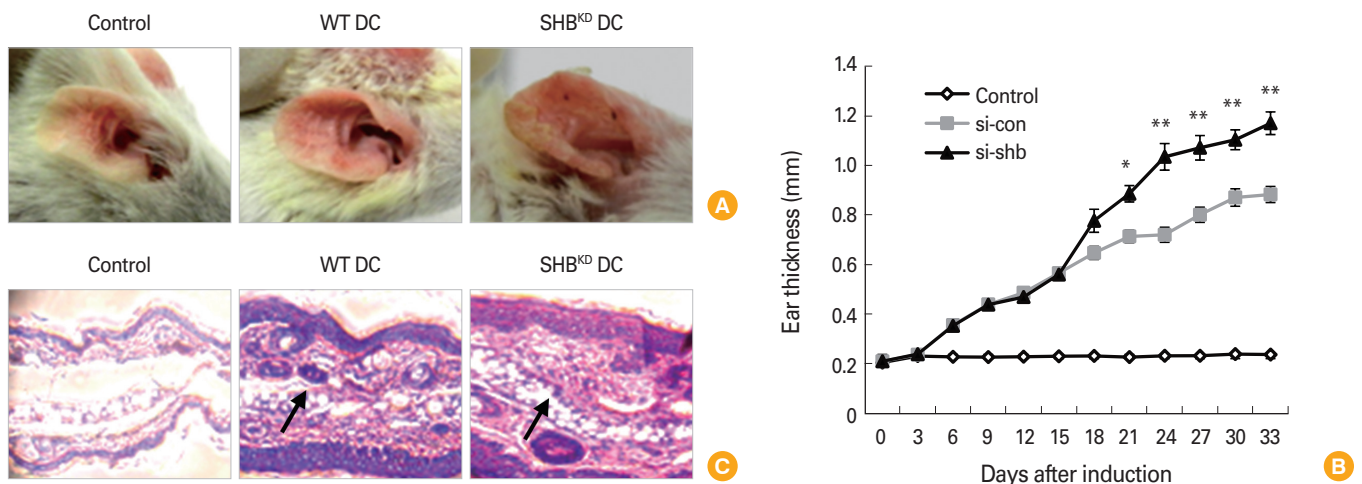 Control
WT DC
SHBKD DC
A
Control
WT DC
SHBKD DC
C
Ear thickness (mm)
1.4
1.2
1.0
0.8
0.6
0.4
0.2
0
Control
si-con
si-shb
* ** ** ** **
0 3 6 9 12 15 18 21 24 27 30 33
Days after induction
B